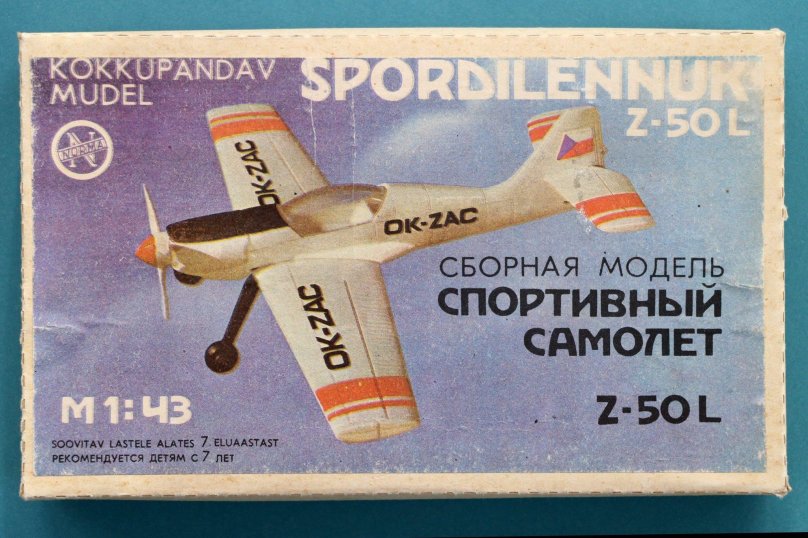 KOKKUPANDAV
MUDEL
SPORDILENNUK
Z-50 L
NORMA
OK-ZAC
OK-ZAC
OK-ZAC
СБОРНАЯ МОДЕЛЬ
СПОРТИВНЫЙ
САМОЛЕТ
Z-50 L
M 1:43
SOOVITAV LASTELE ALATES 7. ELUAASTAST
РЕКОМЕНДУЕТСЯ ДЕТЯМ С 7 ЛЕТ